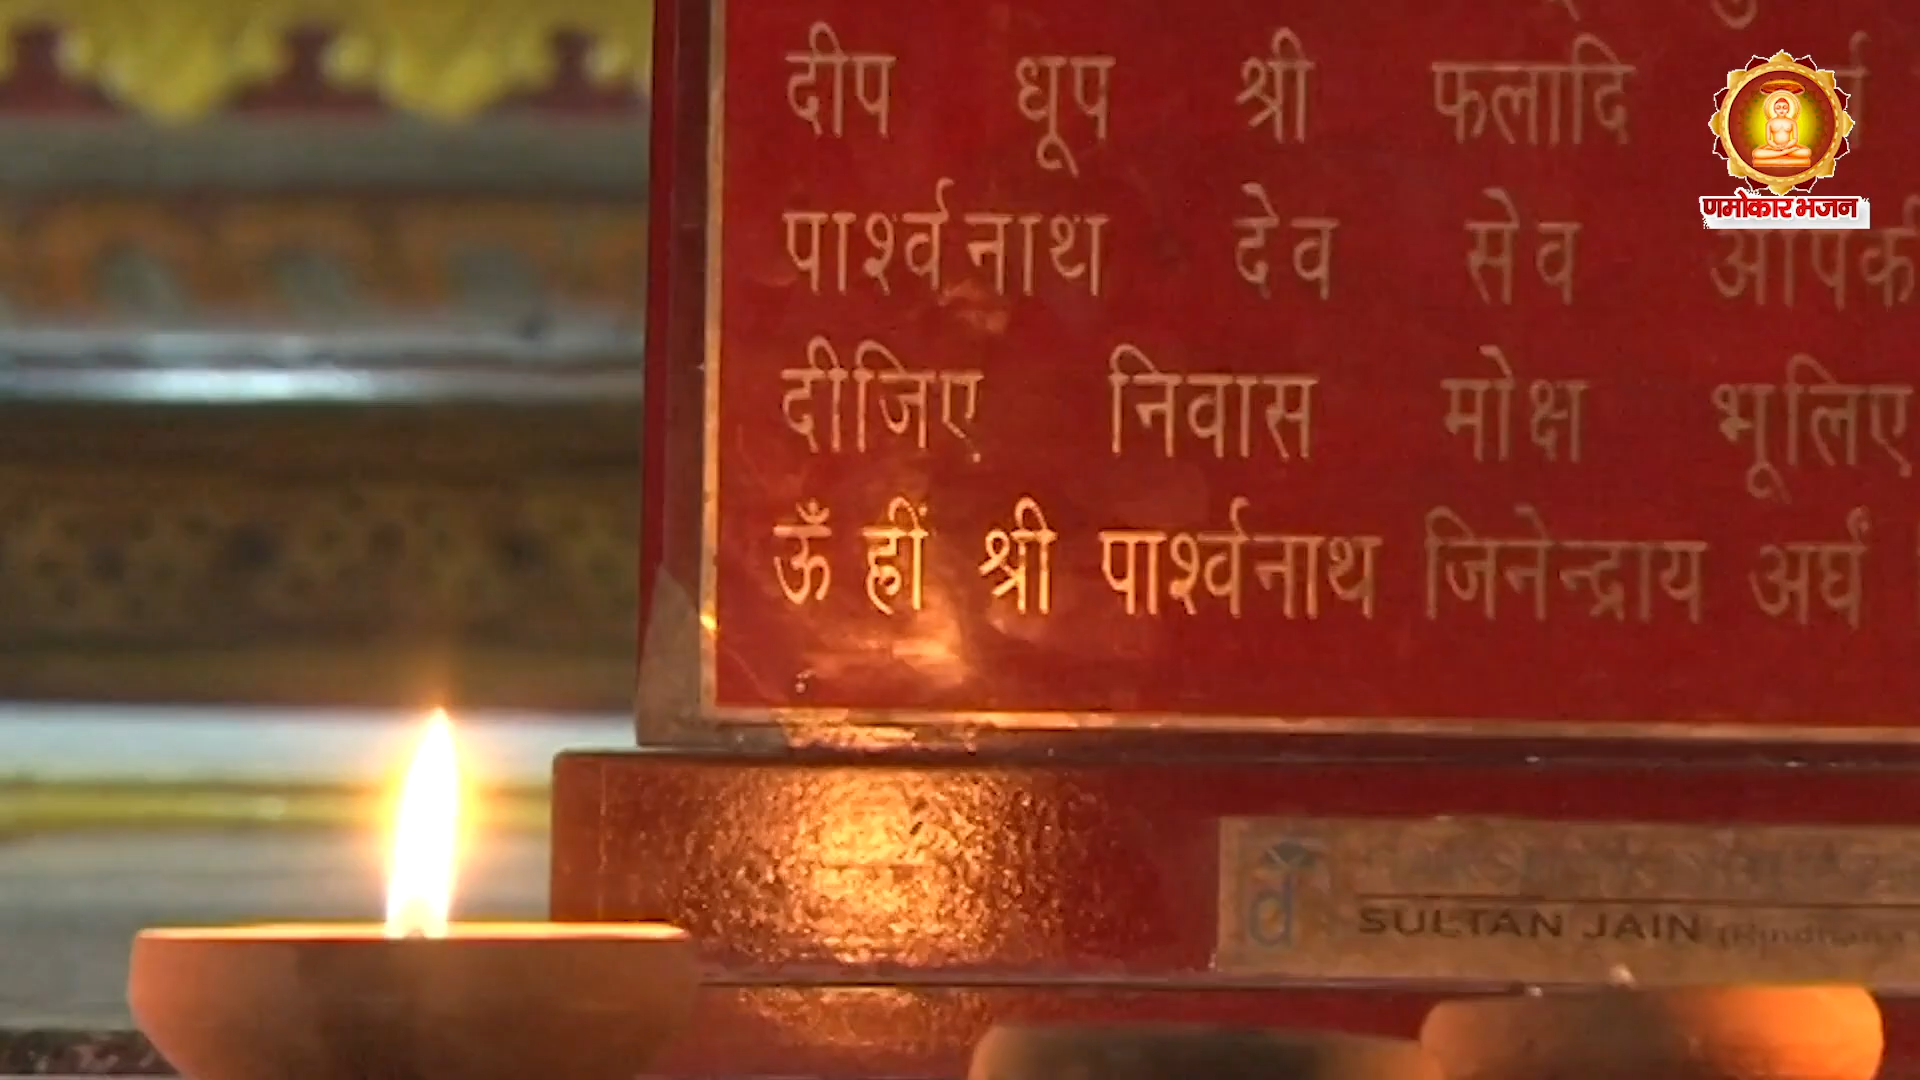 दीप धूप श्री फलादि
पार्श्वनाथ देव सेव आपकी
दीजिए निवास मोक्ष भूलिए
ॐ ह्रीं श्री पार्श्वनाथ जिनेन्द्राय अर्घं
णमोकार भजन
SULTAN JAIN